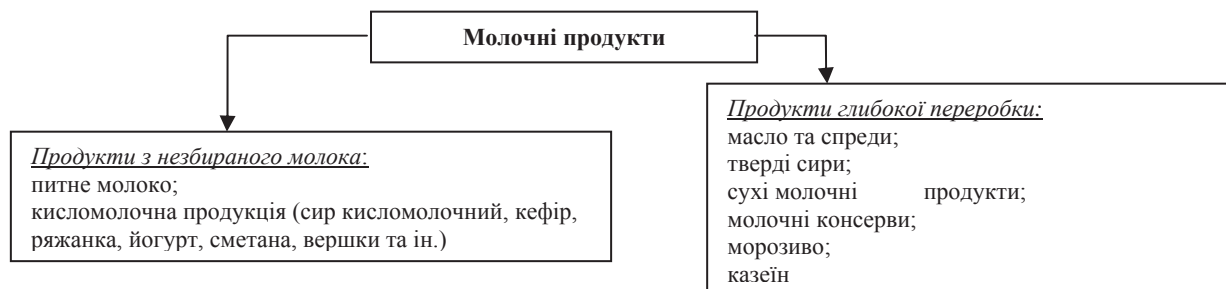 Молочні продукти
Продукти з незбираного молока:
питне молоко;
кисломолочна продукція (сир кисломолочний, кефір,
ряжанка, йогурт, сметана, вершки та ін.)
Продукти глибокої переробки:
масло та спреди;
тверді сири;
сухі молочні продукти;
молочні консерви;
морозиво;
казеїн